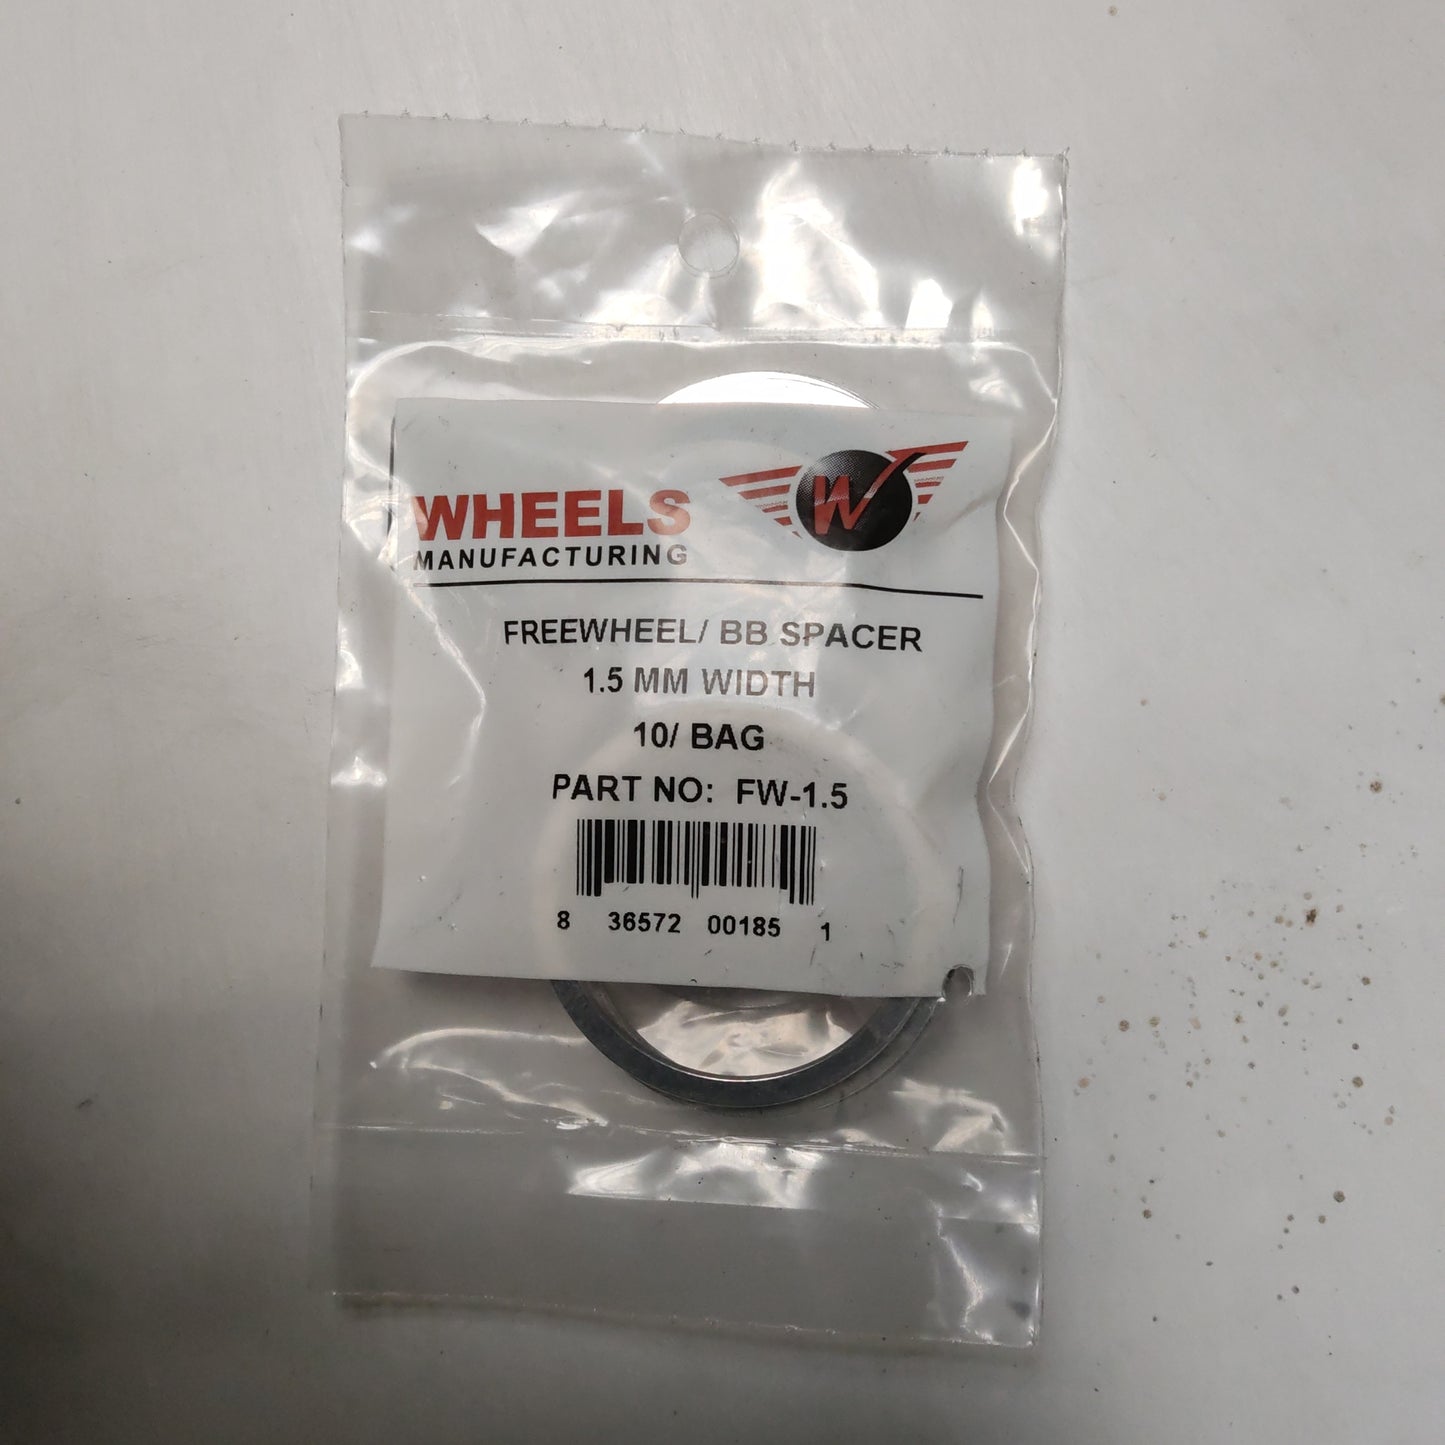 WHEELS
MANUFACTURING
W
FREEWHEEL/ BB SPACER
1.5 MM WIDTH
10/ BAG
PART NO: FW-1.5
8 36572 00185 1